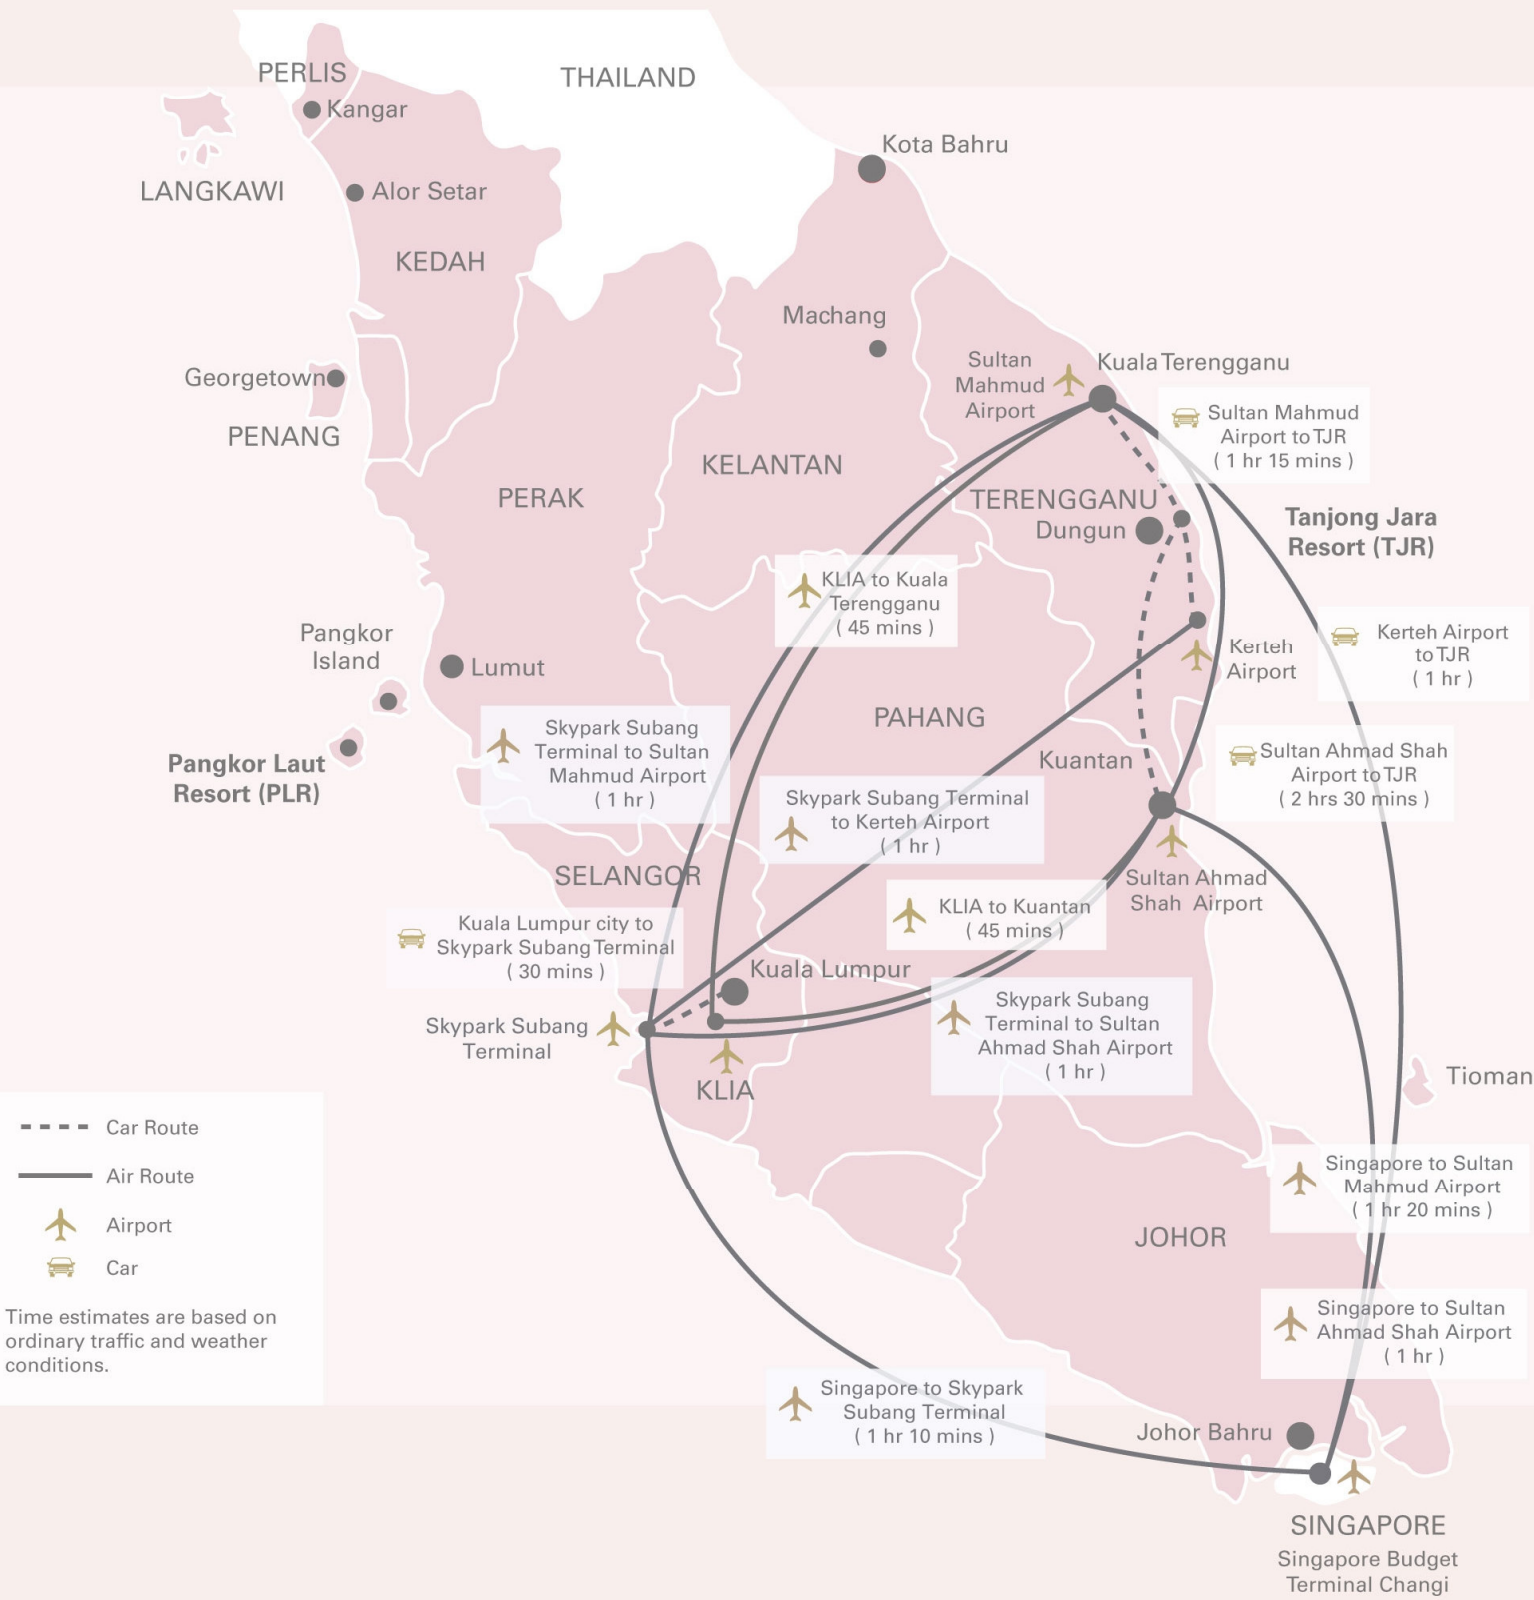 PERLIS
Kangar
THAILAND
LANGKAWI
Alor Setar
Kota Bahru
KEDAH
Machang
Georgetown
PENANG
Sultan
Mahmud
Airport
Kuala Terengganu
Sultan Mahmud
Airport to TJR
( 1 hr 15 mins )
KELANTAN
PERAK
TERENGGANU
Dungun
Tanjong Jara
Resort (TJR)
KLIA to Kuala
Terengganu
( 45 mins )
Pangkor
Island
Lumut
Kerteh
Airport
Kerteh Airport
to TJR
( 1 hr )
Pangkor Laut
Resort (PLR)
Skypark Subang
Terminal to Sultan
Mahmud Airport
( 1 hr )
PAHANG
Kuantan
Sultan Ahmad Shah
Airport to TJR
( 2 hrs 30 mins )
Skypark Subang Terminal
to Kerteh Airport
( 1 hr )
SELANGOR
Sultan Ahmad
Shah Airport
KLIA to Kuantan
( 45 mins )
Kuala Lumpur city to
Skypark Subang Terminal
( 30 mins )
Kuala Lumpur
Skypark Subang
Terminal
Skypark Subang
Terminal to Sultan
Ahmad Shah Airport
( 1 hr )
KLIA
Tioman
Car Route
Air Route
Airport
Car
Time estimates are based on
ordinary traffic and weather
conditions.
Singapore to Sultan
Mahmud Airport
( 1 hr 20 mins )
JOHOR
Singapore to Sultan
Ahmad Shah Airport
( 1 hr )
Singapore to Skypark
Subang Terminal
( 1 hr 10 mins )
Johor Bahru
SINGAPORE
Singapore Budget
Terminal Changi